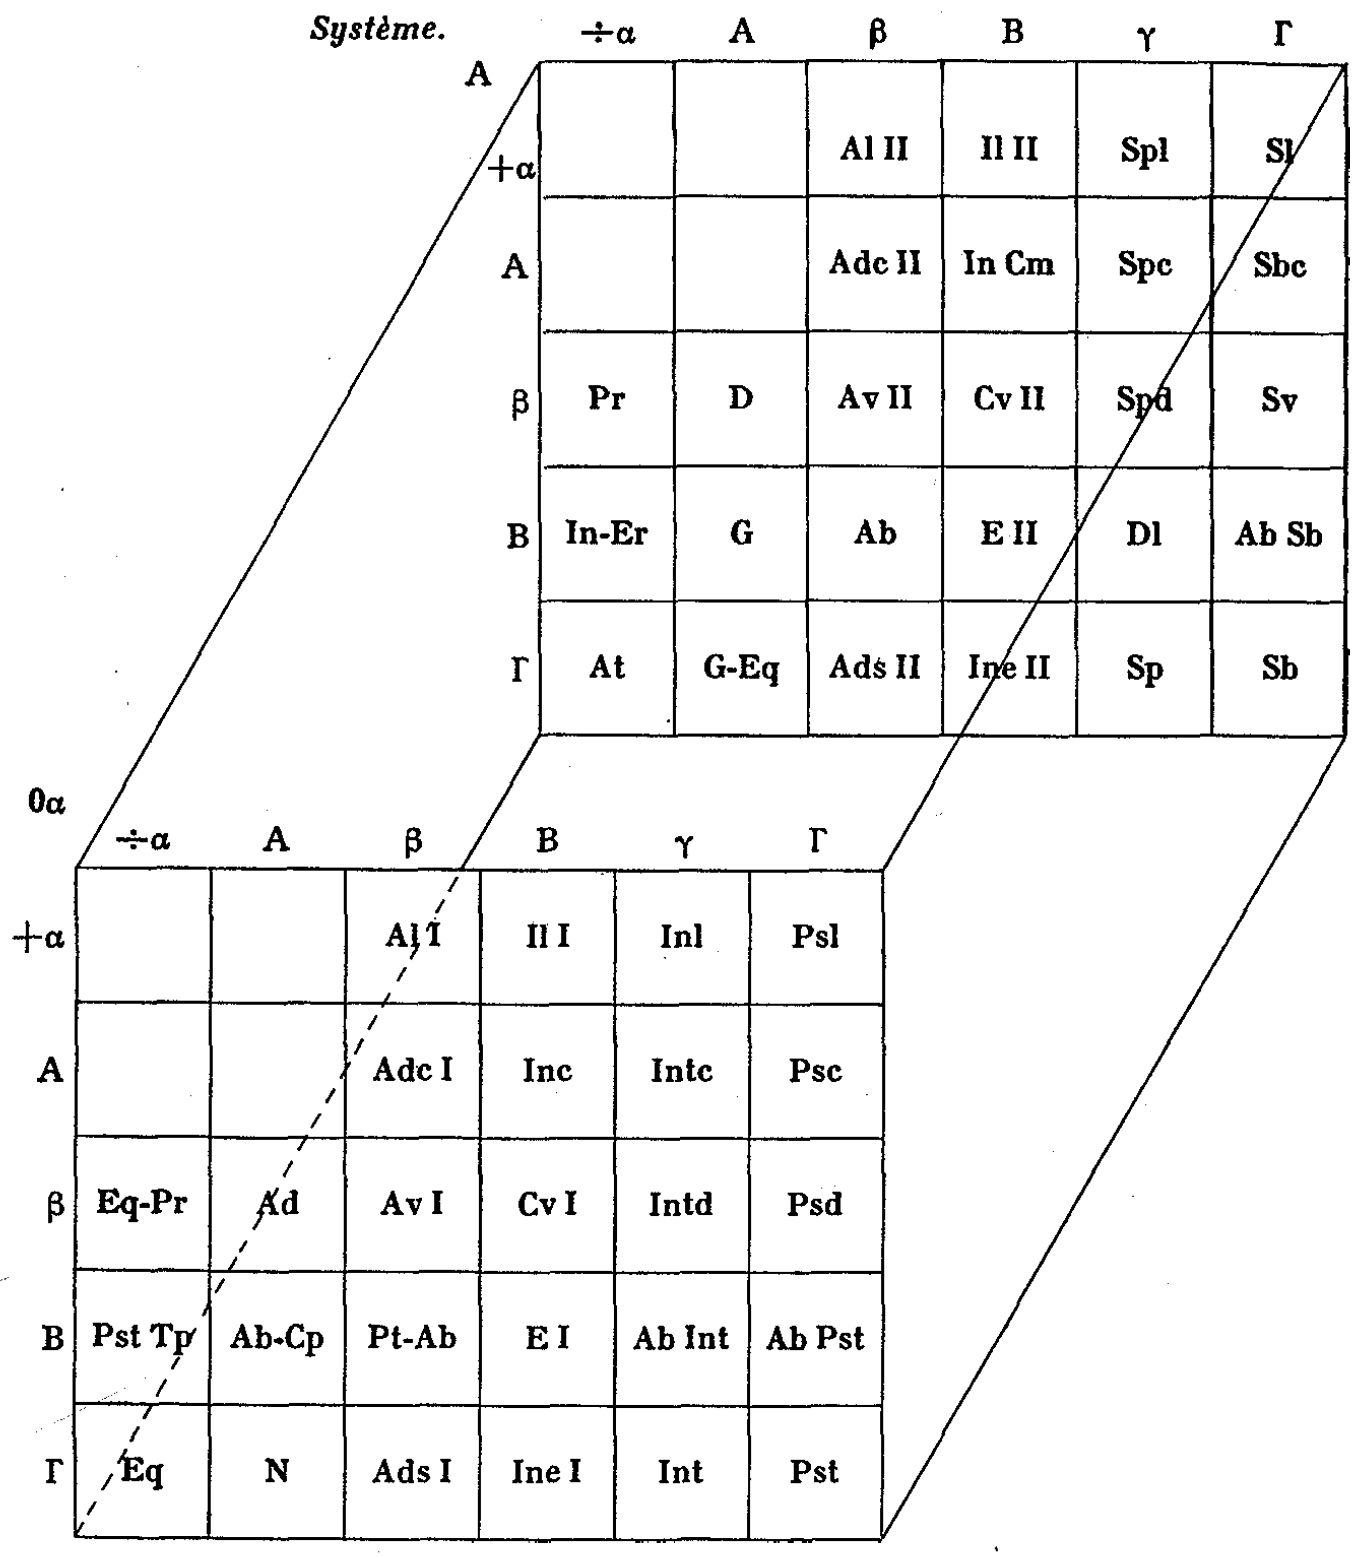 Système. ÷α A β B γ Γ
A
+α Al II Il II Spl Sl
A Adc II In Cm Spc Sbc
β Pr D Av II Cv II Spd Sv
B In-Er G Ab E II Dl Ab Sb
Γ At G-Eq Ads II Ine II Sp Sb
0α
÷α A β B γ Γ
+α Al I Il I Inl Psl
A Adc I Inc Intc Psc
β Eq-Pr Ad Av I Cv I Intd Psd
B Pst Tp Ab-Cp Pt-Ab E I Ab Int Ab Pst
Γ Eq N Ads I Ine I Int Pst